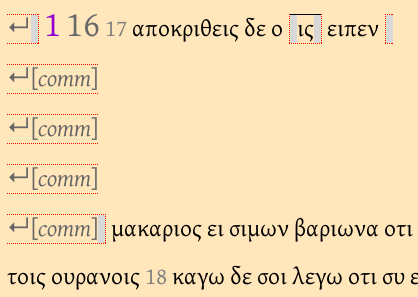 ↵ 1 16 17 αποκριθεις δε ο ις ειπεν
↵[comm]
↵[comm]
↵[comm]
↵[comm] μακαριος ει σιμων βαριωνα οτι
τοις ουρανοις 18 καγω δε σοι λεγω οτι συ ε